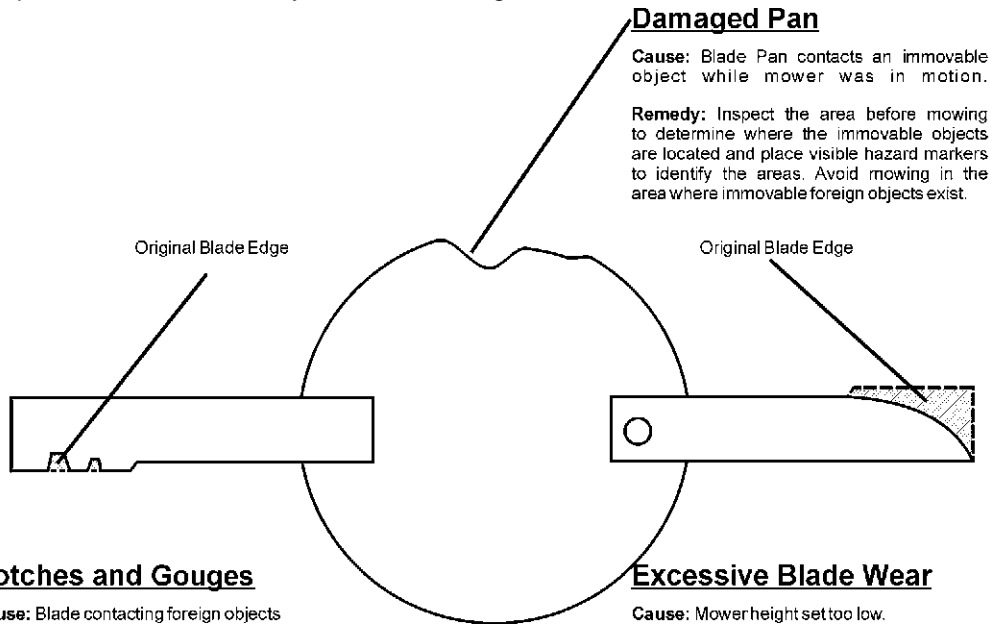 Damaged Pan
Cause: Blade Pan contacts an immovable
object while mower was in motion.
Remedy: Inspect the area before mowing
to determine where the immovable objects
are located and place visible hazard markers
to identify the areas. Avoid mowing in the
area where immovable foreign objects exist.
Original Blade Edge
Original Blade Edge
otches and Gouges
use: Blade contacting foreign objects
Excessive Blade Wear
Cause: Mower height set too low.